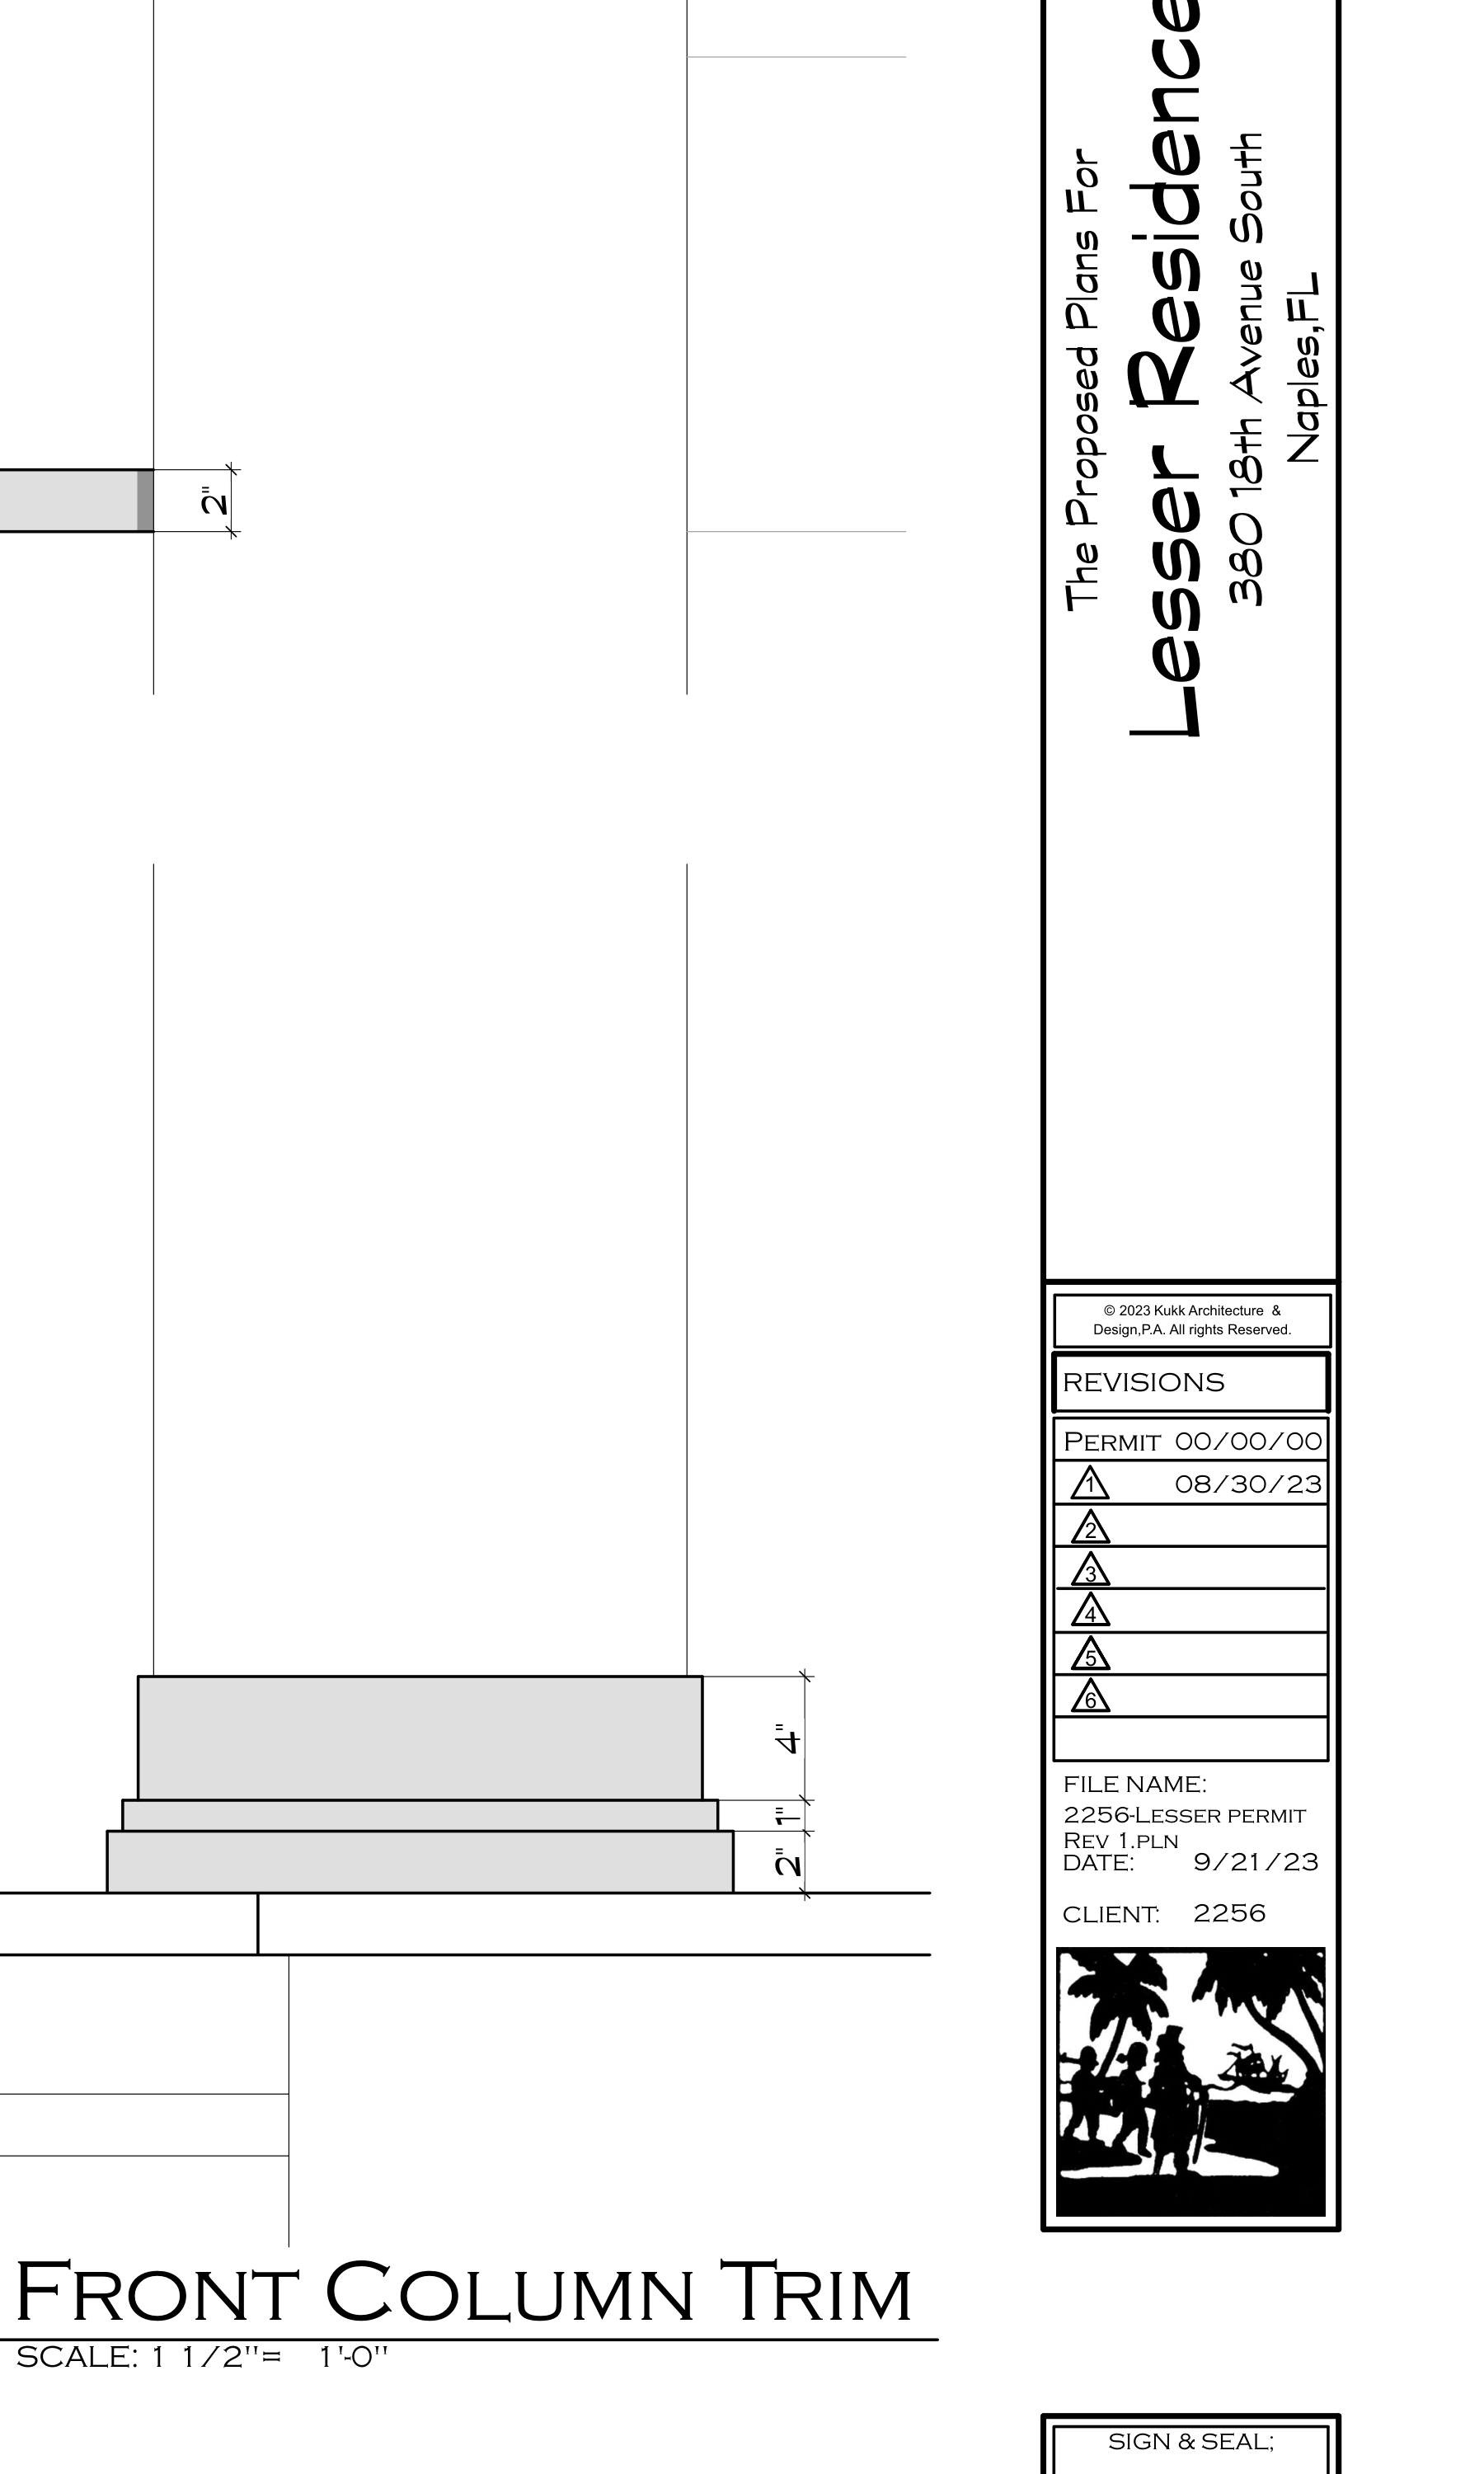 The Proposed Plans For
Lesser Residence
380 18th Avenue South
Naples,FL
2"
4"
1"
2"
© 2023 Kukk Architecture &
Design,P.A. All rights Reserved.
REVISIONS
PERMIT 00/00/00
1 08/30/23
2
3
4
5
6
FILE NAME:
2256-LESSER PERMIT
REV 1.PLN
DATE: 9/21/23
CLIENT: 2256
FRONT COLUMN TRIM
SCALE: 1 1/2"= 1'-0"
SIGN & SEAL;